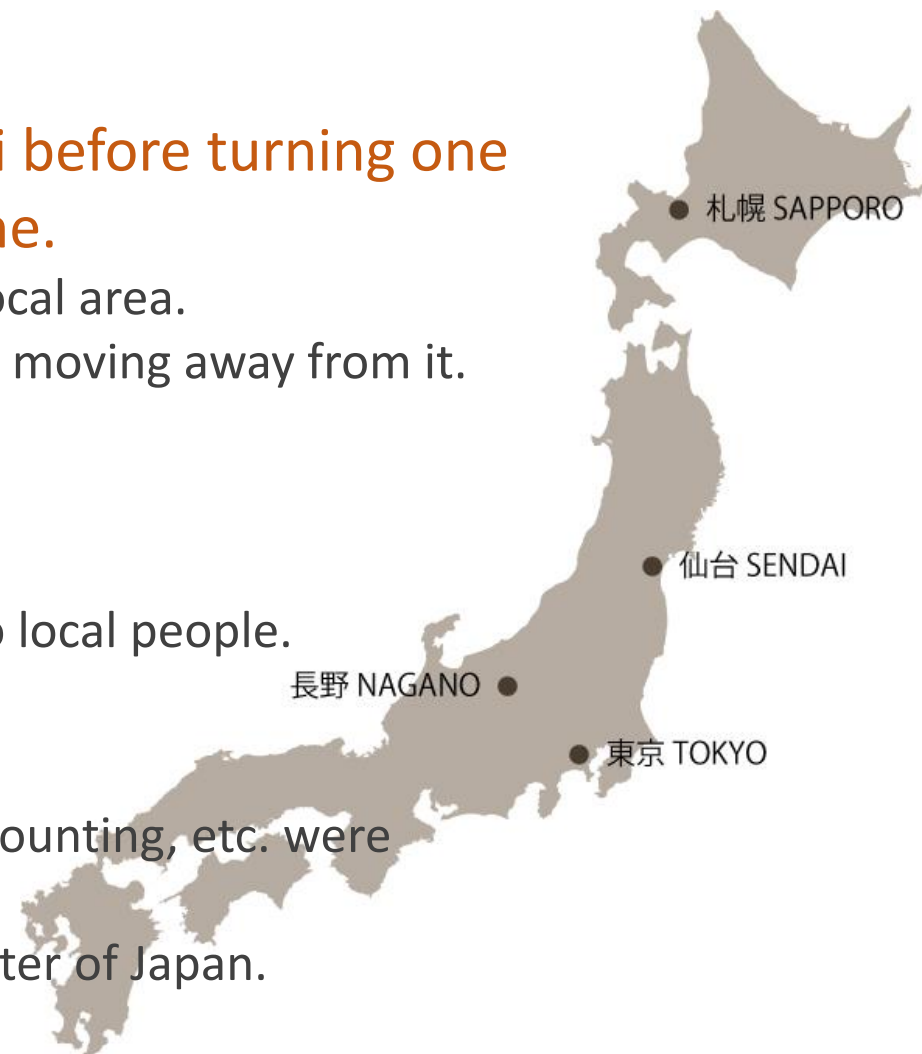 i before turning one
ne.
ocal area.
moving away from it.
o local people.
ounting, etc. were
ter of Japan.
札幌 SAPPORO
仙台 SENDAI
長野 NAGANO
東京 TOKYO